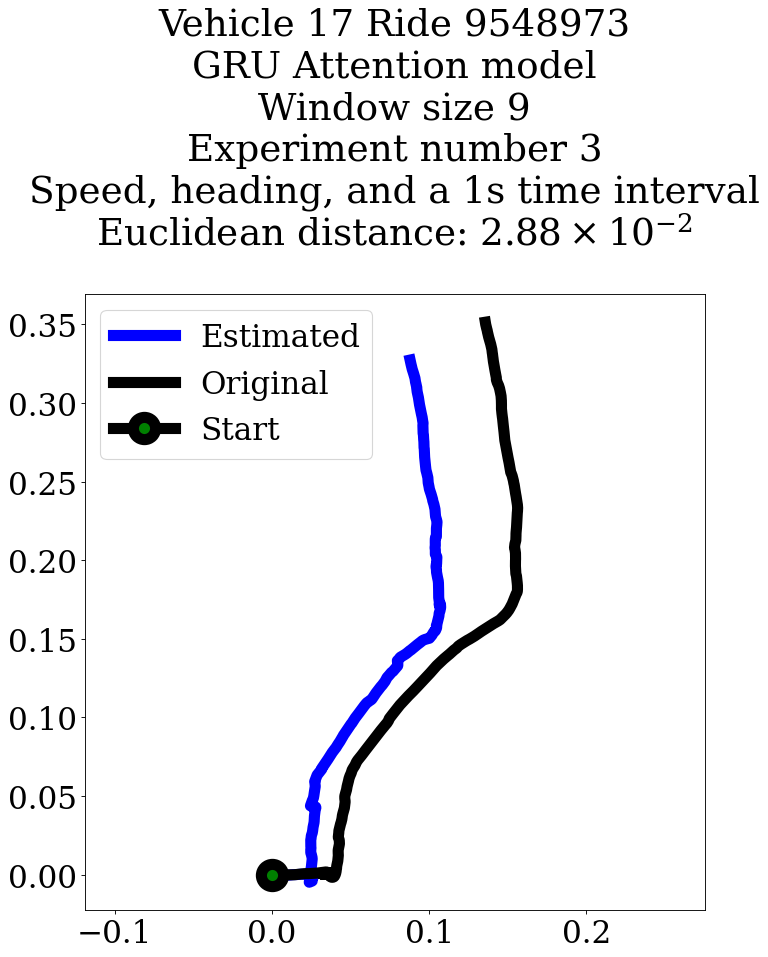 Vehicle 17 Ride 9548973
GRU Attention model
Window size 9
Experiment number 3
Speed, heading, and a 1s time interval
Euclidean distance: 2.88 × 10⁻²
Estimated
Original
Start
0.35
0.30
0.25
0.20
0.15
0.10
0.05
0.00
−0.1 0.0 0.1 0.2